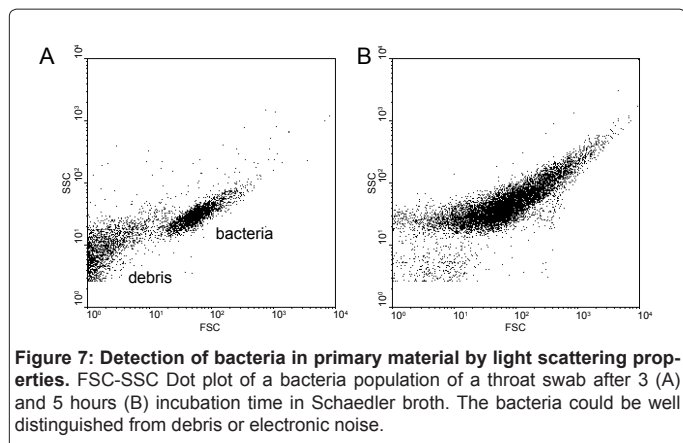 A
B
10⁴
10³
10²
10¹
10⁰
SSC
bacteria
debris
10⁰ 10¹ 10² 10³ 10⁴
FSC
10⁴
10³
10²
10¹
10⁰
SSC
10⁰ 10¹ 10² 10³ 10⁴
FSC
Figure 7: Detection of bacteria in primary material by light scattering prop-
erties. FSC-SSC Dot plot of a bacteria population of a throat swab after 3 (A)
and 5 hours (B) incubation time in Schaedler broth. The bacteria could be well
distinguished from debris or electronic noise.